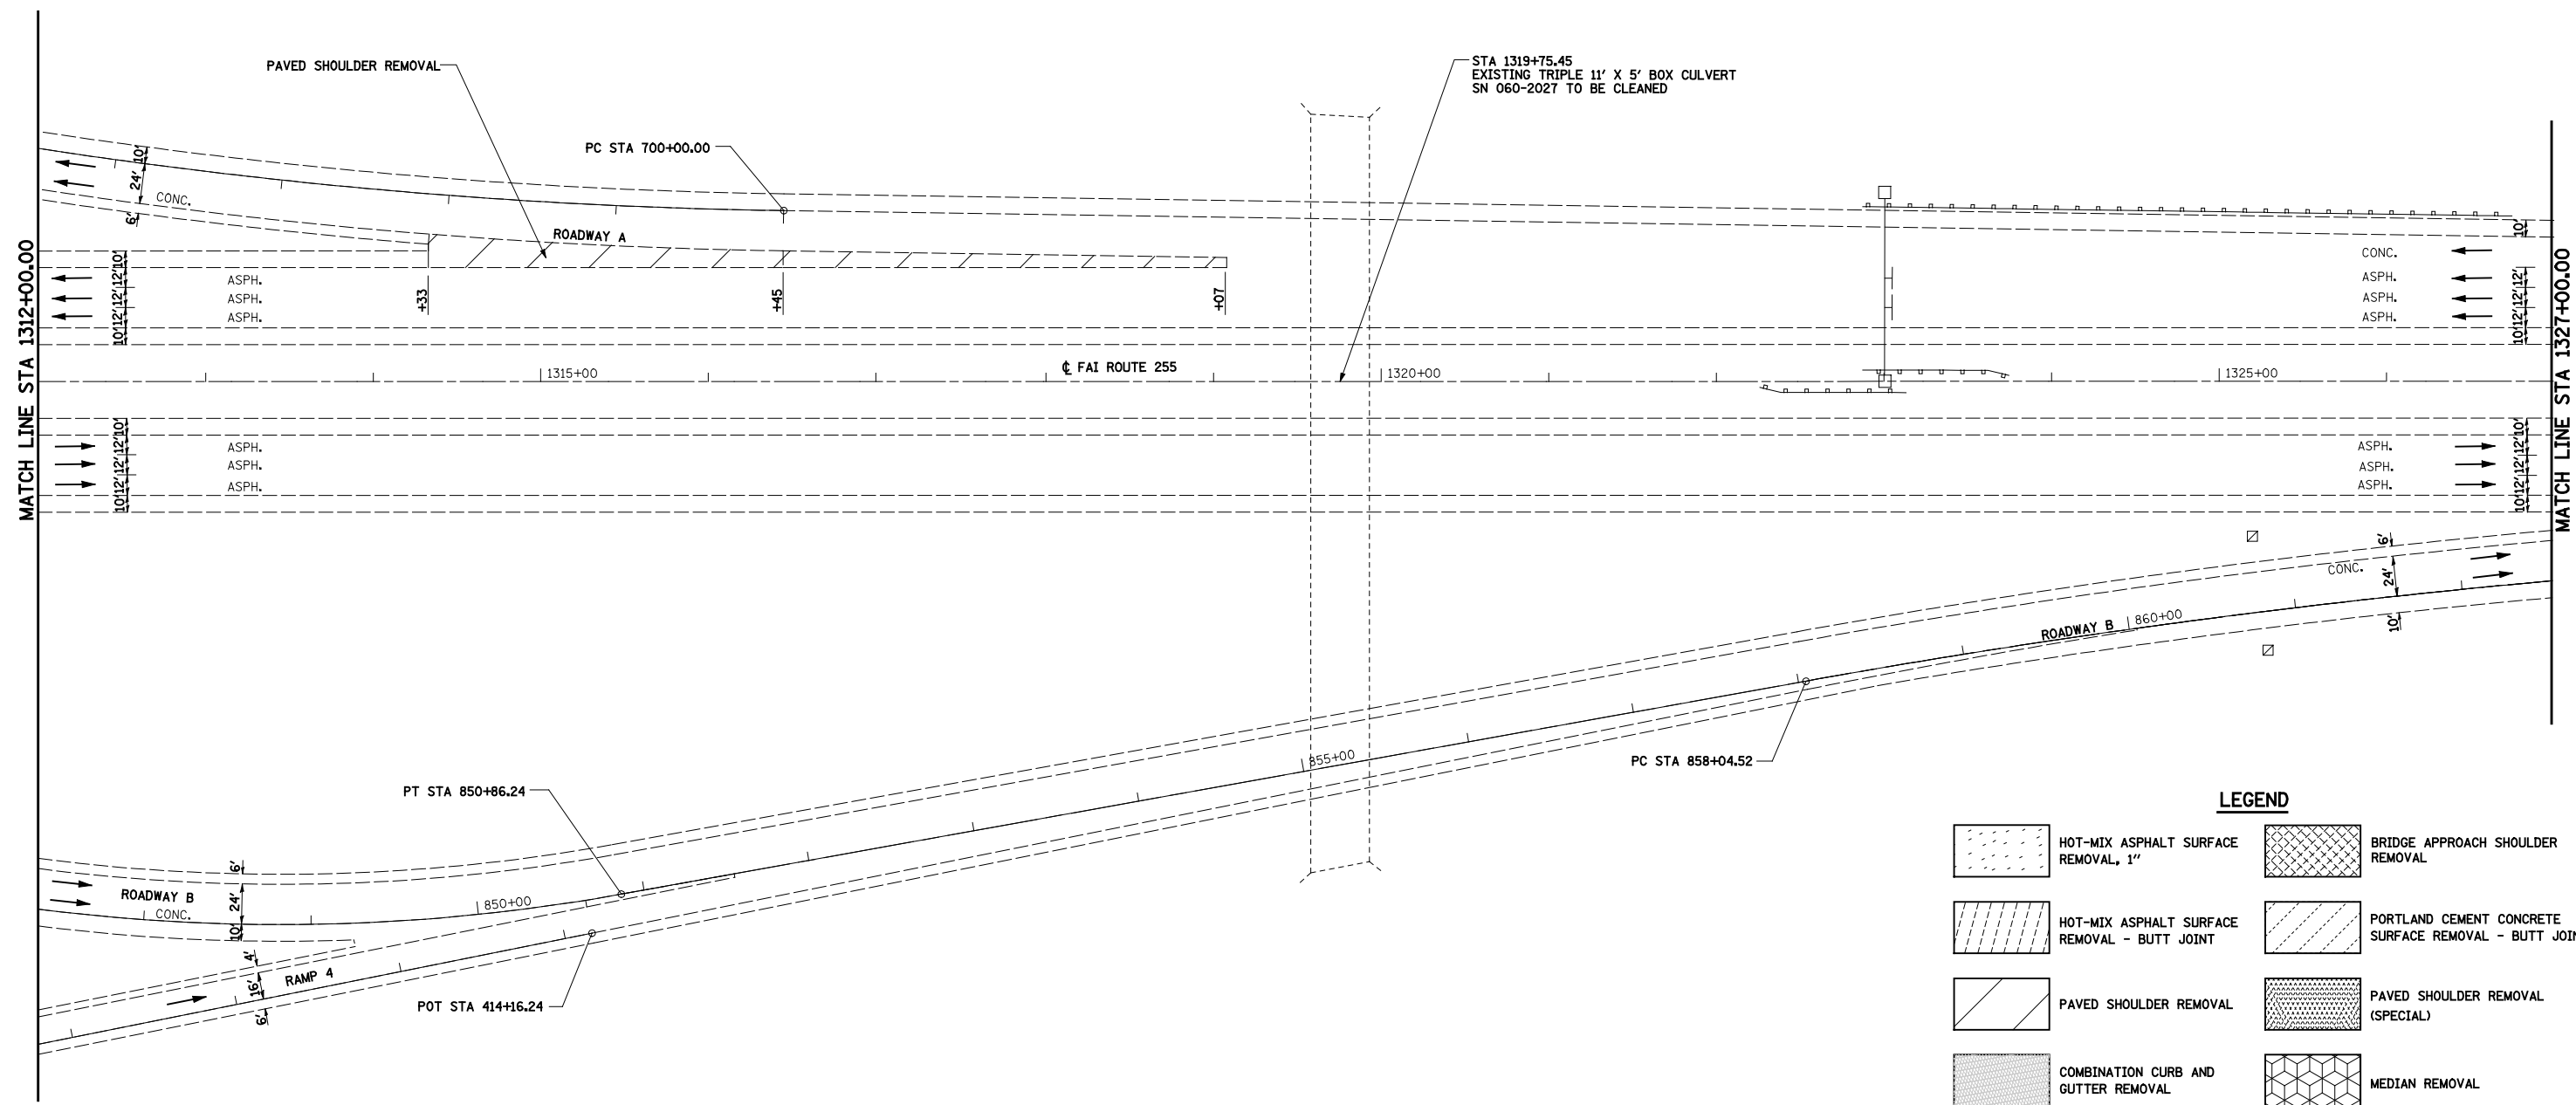 PAVED SHOULDER REMOVAL
STA 1319+75.45
EXISTING TRIPLE 11' X 5' BOX CULVERT
SN 060-2027 TO BE CLEANED
PC STA 700+00.00
10'
24'
6'
CONC.
ROADWAY A
MATCH LINE STA 1312+00.00
10'
12'
12'
12'
10'
ASPH.
ASPH.
ASPH.
+33
+45
+07
10'
CONC.
ASPH.
ASPH.
ASPH.
12'
12'
12'
10'
MATCH LINE STA 1327+00.00
1315+00
℄ FAI ROUTE 255
1320+00
1325+00
10'
12'
12'
12'
10'
ASPH.
ASPH.
ASPH.
ASPH.
ASPH.
ASPH.
10'
12'
12'
12'
10'
6'
24'
10'
CONC.
860+00
ROADWAY B
855+00
PC STA 858+04.52
PT STA 850+86.24
6'
24'
10'
ROADWAY B
CONC.
850+00
4'
16'
6'
RAMP 4
POT STA 414+16.24
LEGEND
HOT-MIX ASPHALT SURFACE
REMOVAL, 1"
BRIDGE APPROACH SHOULDER
REMOVAL
HOT-MIX ASPHALT SURFACE
REMOVAL - BUTT JOINT
PORTLAND CEMENT CONCRETE
SURFACE REMOVAL - BUTT JOIN
PAVED SHOULDER REMOVAL
PAVED SHOULDER REMOVAL
(SPECIAL)
COMBINATION CURB AND
GUTTER REMOVAL
MEDIAN REMOVAL